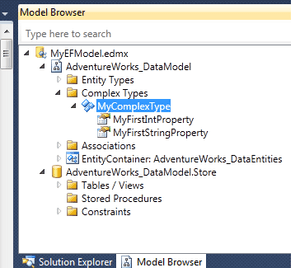 Model Browser
Type here to search
MyEFModel.edmx
AdventureWorks_DataModel
Entity Types
Complex Types
MyComplexType
MyFirstIntProperty
MyFirstStringProperty
Associations
EntityContainer: AdventureWorks_DataEntities
AdventureWorks_DataModel.Store
Tables / Views
Stored Procedures
Constraints
Solution Explorer Model Browser